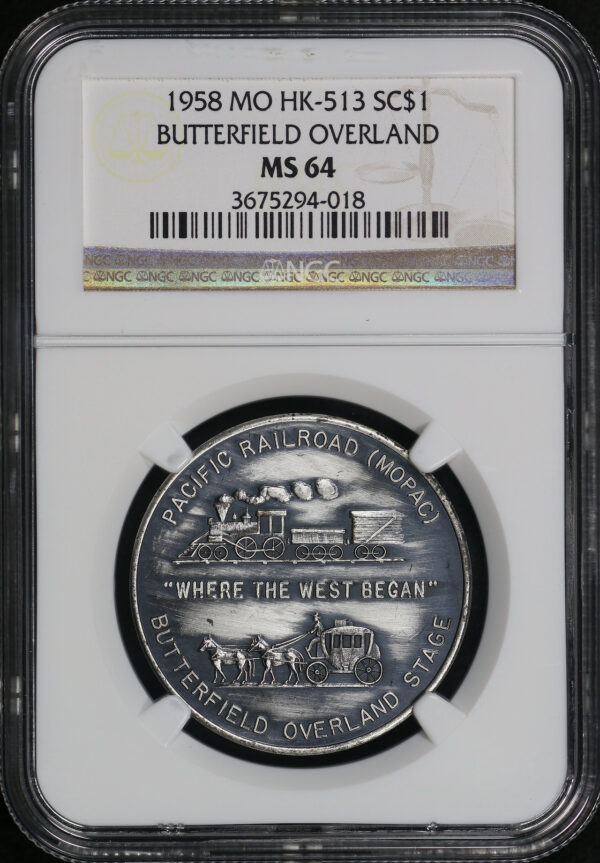 1958 MO HK-513 SC$1
BUTTERFIELD OVERLAND
MS 64
3675294-018
NGC
NGC NGC NGC NGC NGC NGC NGC NGC
PACIFIC RAILROAD (MOPAC)
"WHERE THE WEST BEGAN"
BUTTERFIELD OVERLAND STAGE